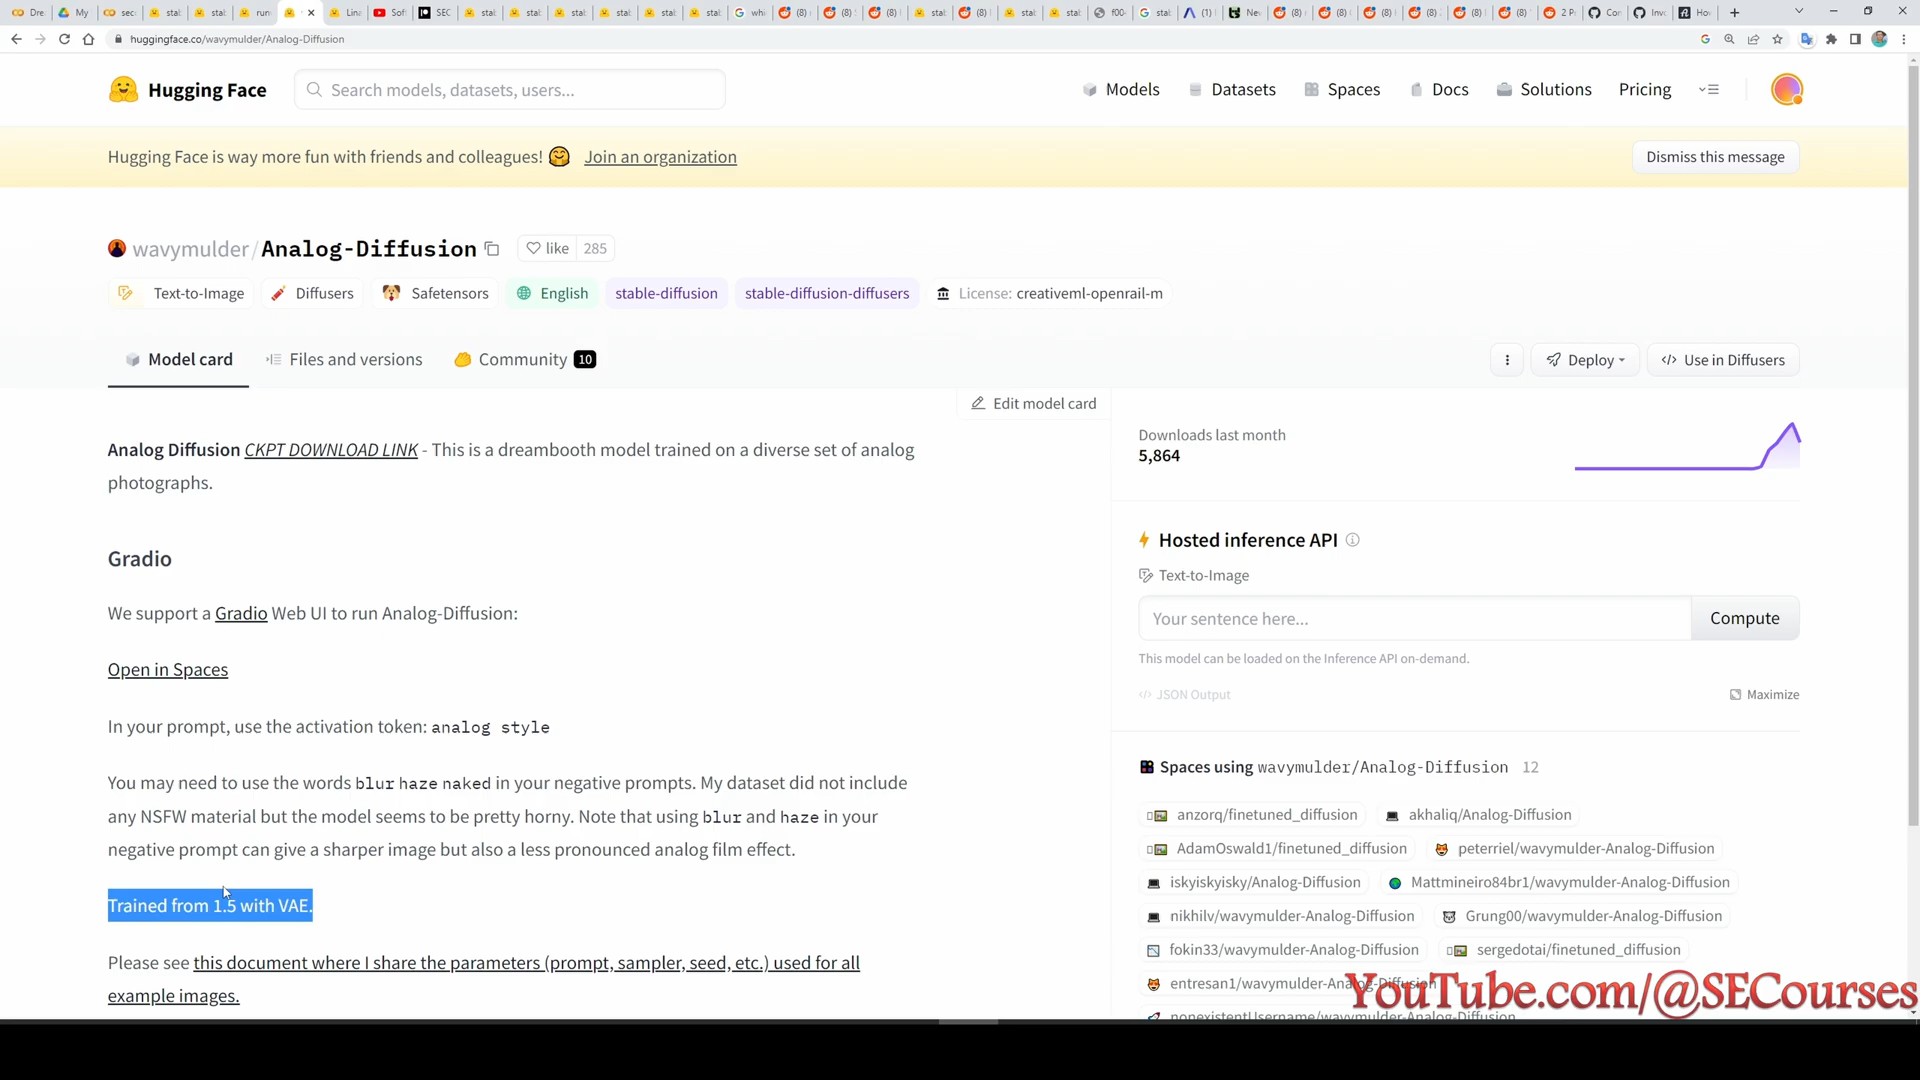 huggingface.co/wavymulder/Analog-Diffusion
Hugging Face
Search models, datasets, users...
Models
Datasets
Spaces
Docs
Solutions
Pricing
Hugging Face is way more fun with friends and colleagues! 🤗 Join an organization
Dismiss this message
wavymulder/Analog-Diffusion
like 285
Text-to-Image
Diffusers
Safetensors
English
stable-diffusion
stable-diffusion-diffusers
License: creativeml-openrail-m
Model card
Files and versions
Community 10
Deploy
Use in Diffusers
Edit model card
Analog Diffusion CKPT DOWNLOAD LINK - This is a dreambooth model trained on a diverse set of analog
photographs.
Gradio
We support a Gradio Web UI to run Analog-Diffusion:
Open in Spaces
In your prompt, use the activation token: analog style
You may need to use the words blur haze naked in your negative prompts. My dataset did not include
any NSFW material but the model seems to be pretty horny. Note that using blur and haze in your
negative prompt can give a sharper image but also a less pronounced analog film effect.
Trained from 1.5 with VAE.
Please see this document where I share the parameters (prompt, sampler, seed, etc.) used for all
example images.
Downloads last month
5,864
Hosted inference API
Text-to-Image
Your sentence here...
Compute
This model can be loaded on the Inference API on-demand.
</> JSON Output
Maximize
Spaces using wavymulder/Analog-Diffusion 12
anzorq/finetuned_diffusion
akhaliq/Analog-Diffusion
AdamOswald1/finetuned_diffusion
peterriel/wavymulder-Analog-Diffusion
iskyiskyisky/Analog-Diffusion
Mattmineiro84br1/wavymulder-Analog-Diffusion
nikhilv/wavymulder-Analog-Diffusion
Grung00/wavymulder-Analog-Diffusion
fokin33/wavymulder-Analog-Diffusion
sergedotai/finetuned_diffusion
entresan1/wavymulder-Analog-Diffusion
nonexistentUsername/wavymulder-Analog-Diffusion
YouTube.com/@SECourses